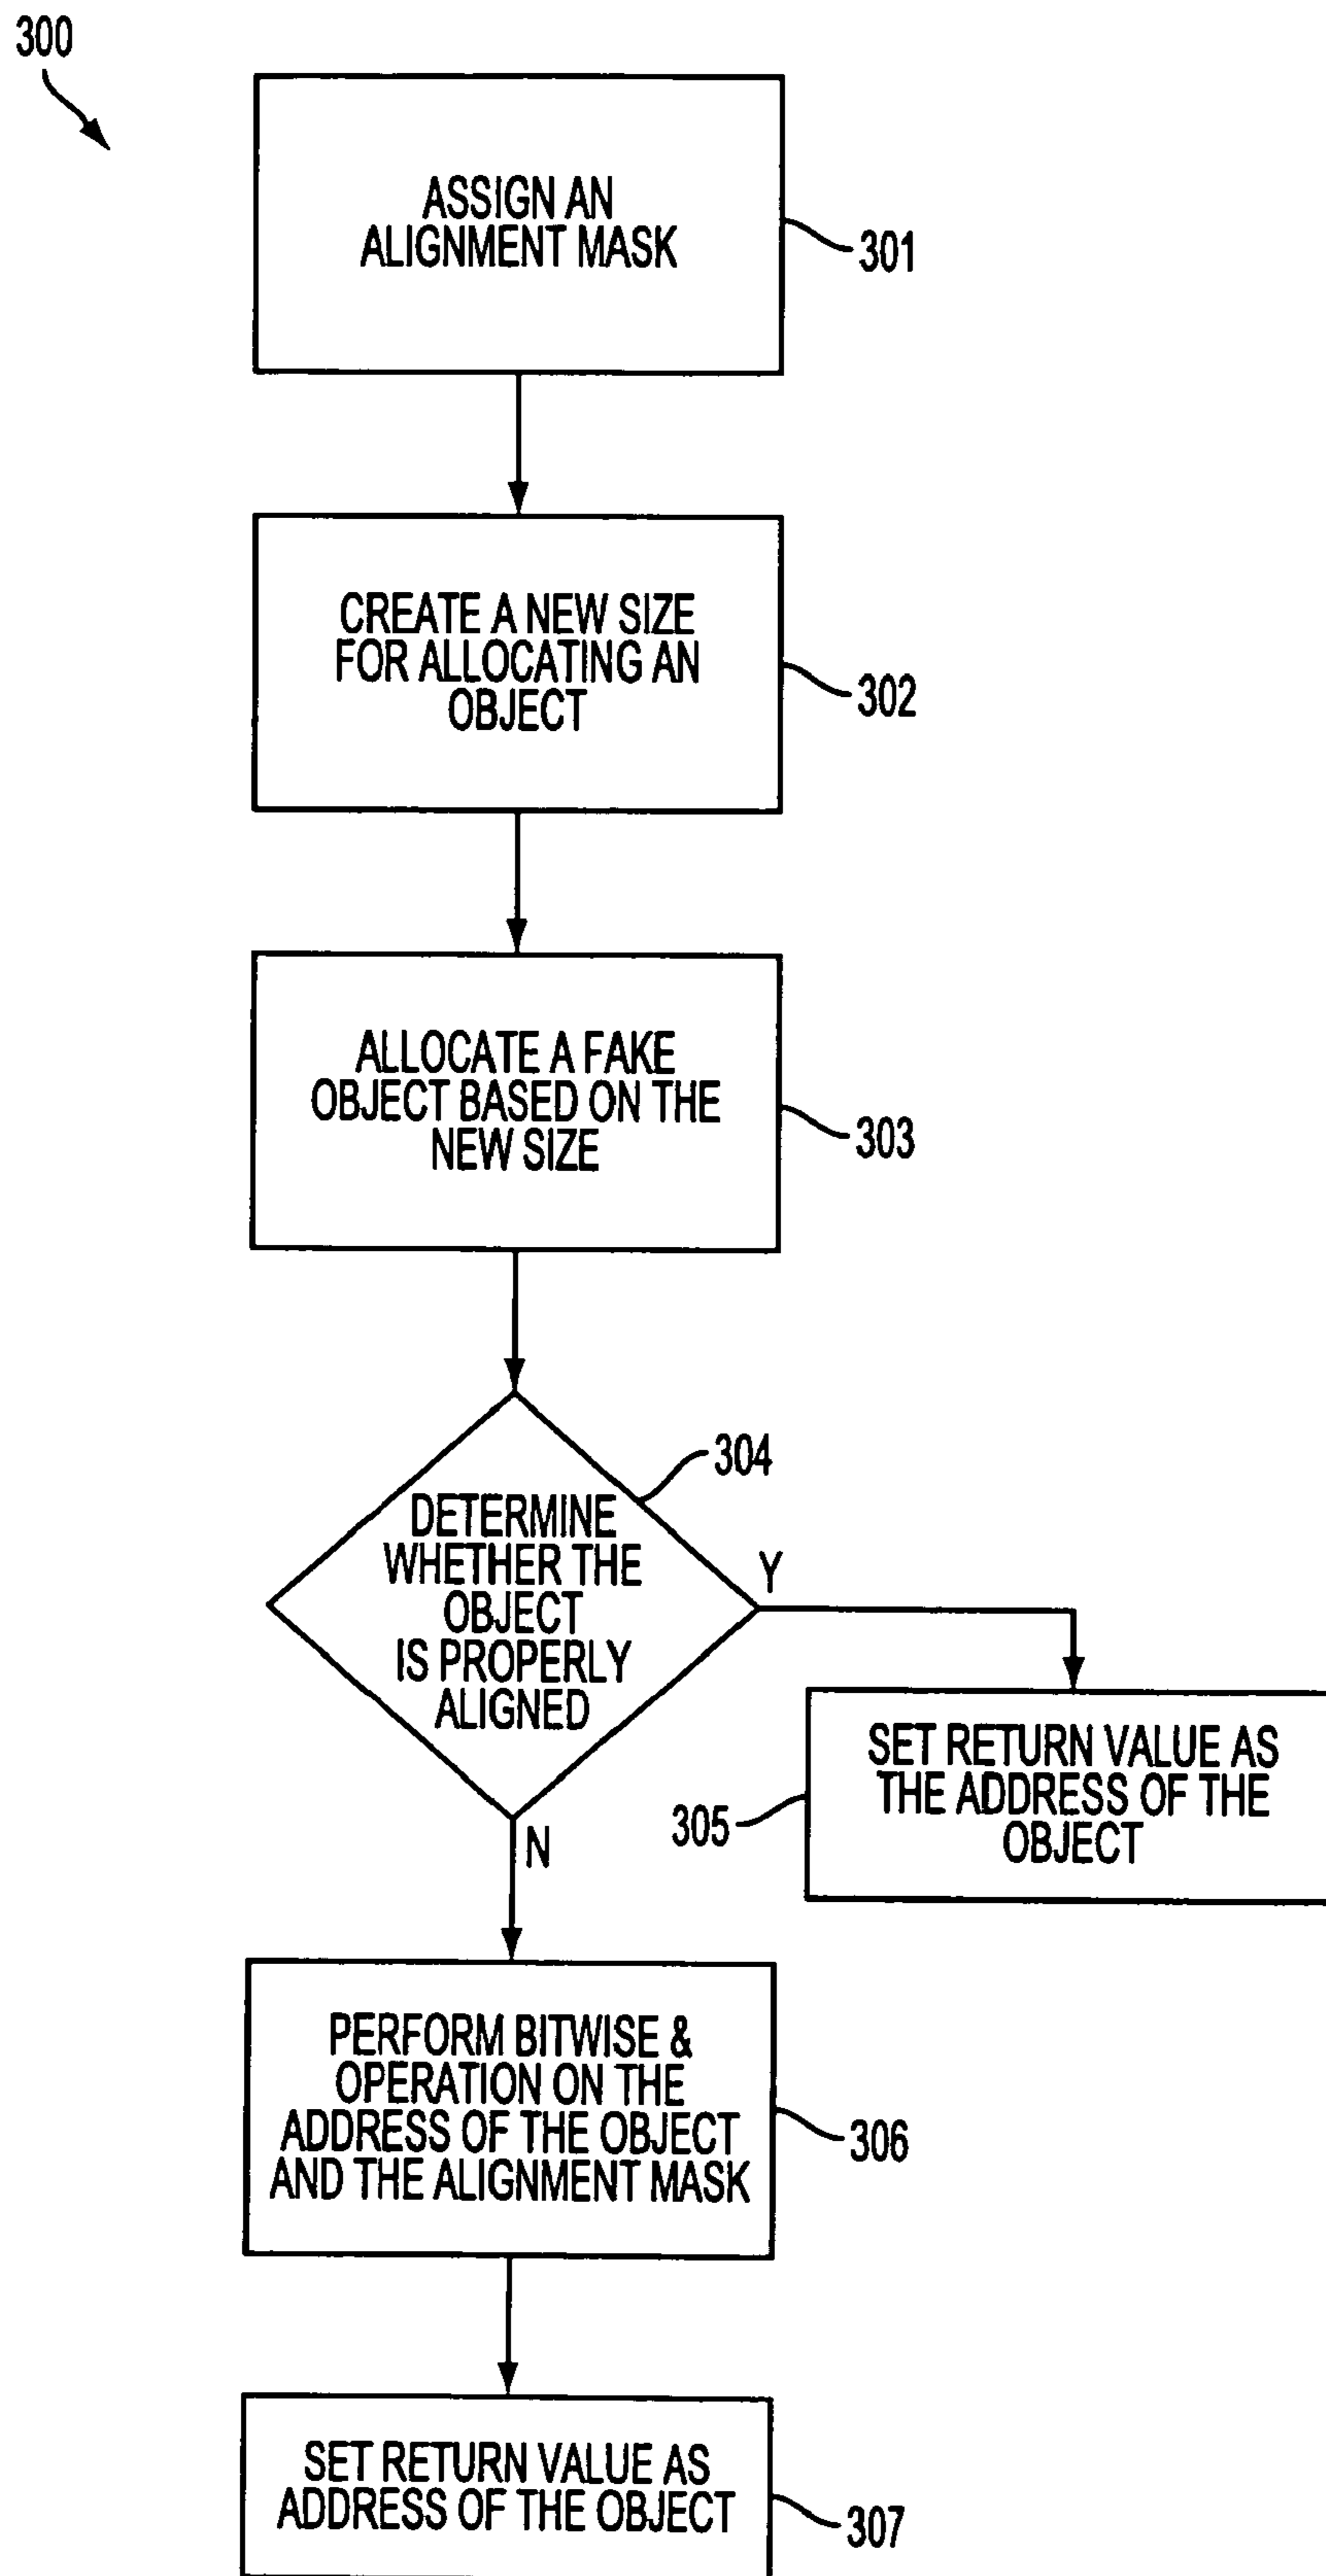 300
ASSIGN AN
ALIGNMENT MASK
301
CREATE A NEW SIZE
FOR ALLOCATING AN
OBJECT
302
ALLOCATE A FAKE
OBJECT BASED ON THE
NEW SIZE
303
304
DETERMINE
WHETHER THE
OBJECT
IS PROPERLY
ALIGNED
Y
SET RETURN VALUE AS
THE ADDRESS OF THE
OBJECT
305
N
PERFORM BITWISE &
OPERATION ON THE
ADDRESS OF THE OBJECT
AND THE ALIGNMENT MASK
306
SET RETURN VALUE AS
ADDRESS OF THE OBJECT
307